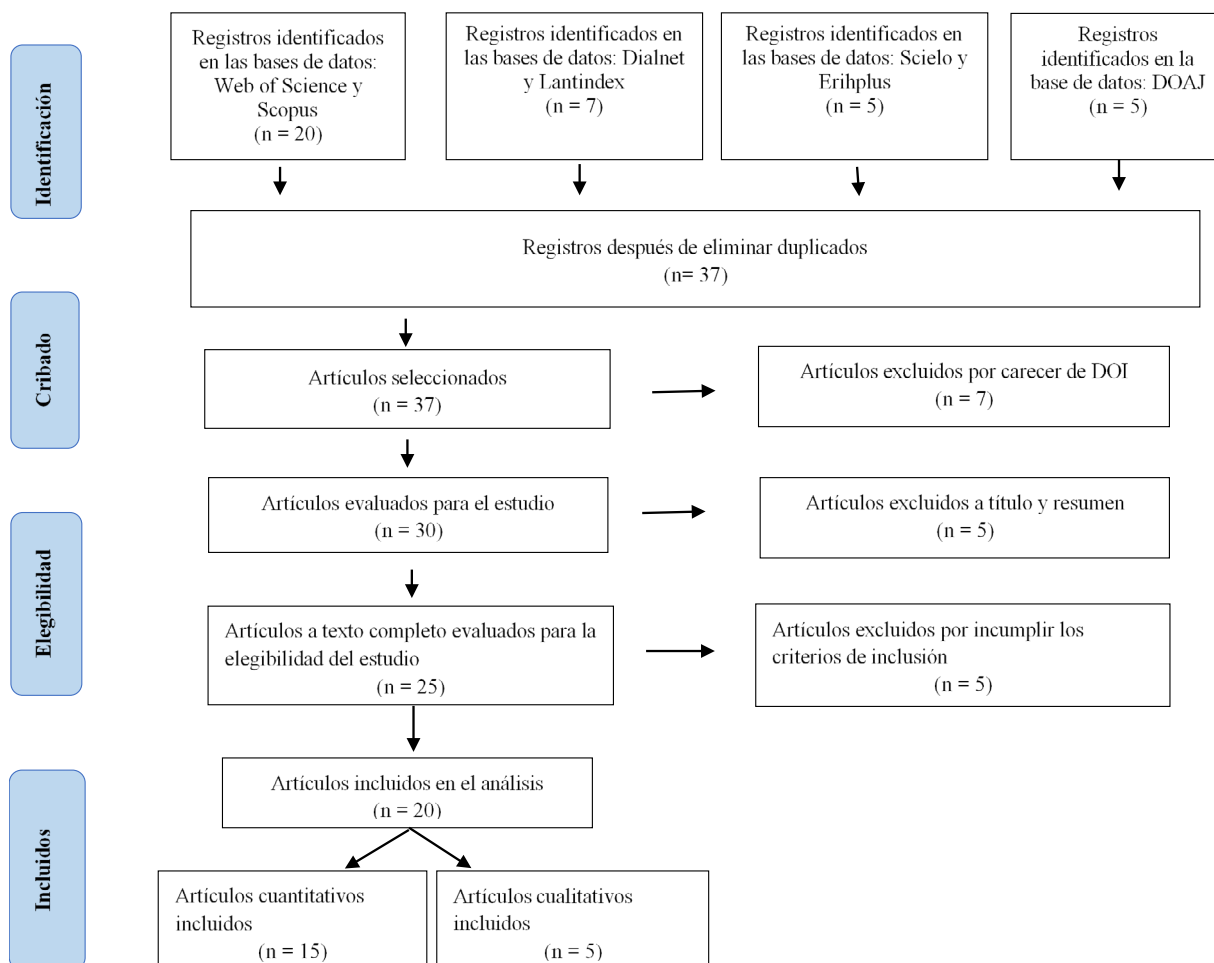 Identificación
Registros identificados
en las bases de datos:
Web of Science y
Scopus
(n = 20)
Registros identificados en
las bases de datos: Dialnet
y Lantindex
(n = 7)
Registros identificados en
las bases de datos: Scielo y
Erihplus
(n = 5)
Registros
identificados en la
base de datos: DOAJ
(n = 5)
Registros después de eliminar duplicados
(n= 37)
Cribado
Artículos seleccionados
(n = 37)
Artículos excluidos por carecer de DOI
(n = 7)
Elegibilidad
Artículos evaluados para el estudio
(n = 30)
Artículos excluidos a título y resumen
(n = 5)
Artículos a texto completo evaluados para la
elegibilidad del estudio
(n = 25)
Artículos excluidos por incumplir los
criterios de inclusión
(n = 5)
Incluidos
Artículos incluidos en el análisis
(n = 20)
Artículos cuantitativos
incluidos
(n = 15)
Artículos cualitativos
incluidos
(n = 5)